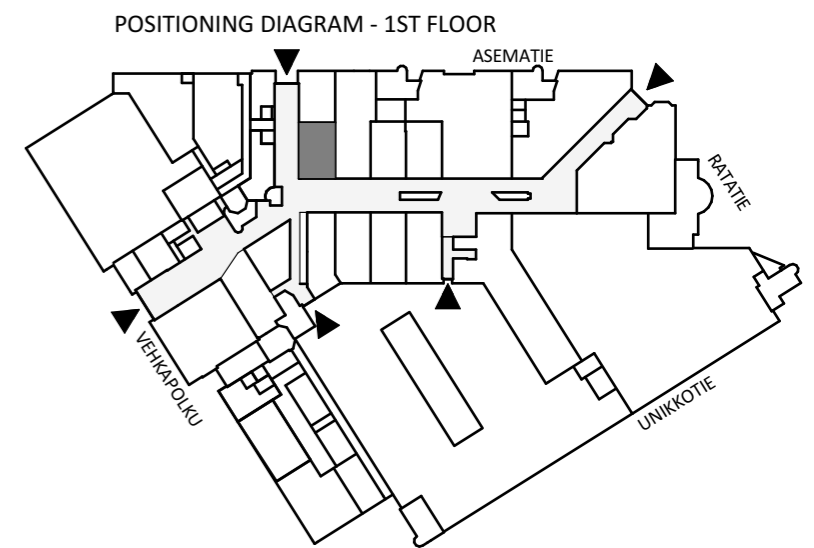 POSITIONING DIAGRAM - 1ST FLOOR
ASEMATIE
RATATIE
VEHKAPOLKU
UNIKKOTIE